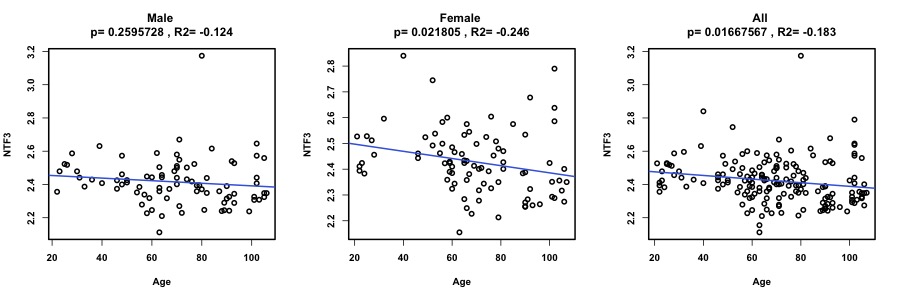 Male
p= 0.2595728 , R2= -0.124
NTF3
3.2
3.0
2.8
2.6
2.4
2.2
20 40 60 80 100
Age
Female
p= 0.021805 , R2= -0.246
NTF3
2.8
2.7
2.6
2.5
2.4
2.3
2.2
20 40 60 80 100
Age
All
p= 0.01667567 , R2= -0.183
NTF3
3.2
3.0
2.8
2.6
2.4
2.2
20 40 60 80 100
Age